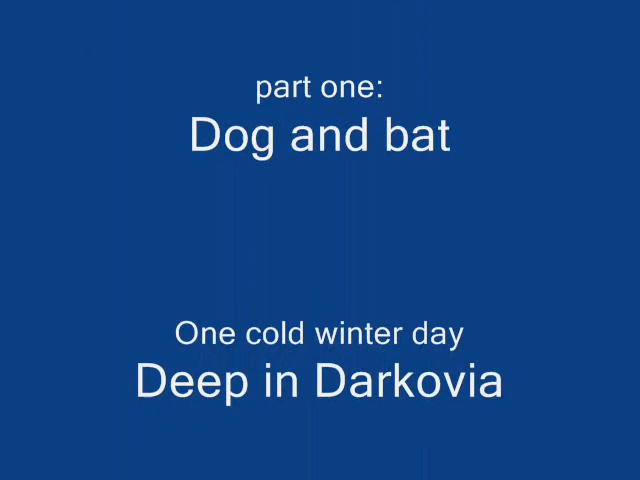 part one:
Dog and bat
One cold winter day
Deep in Darkovia